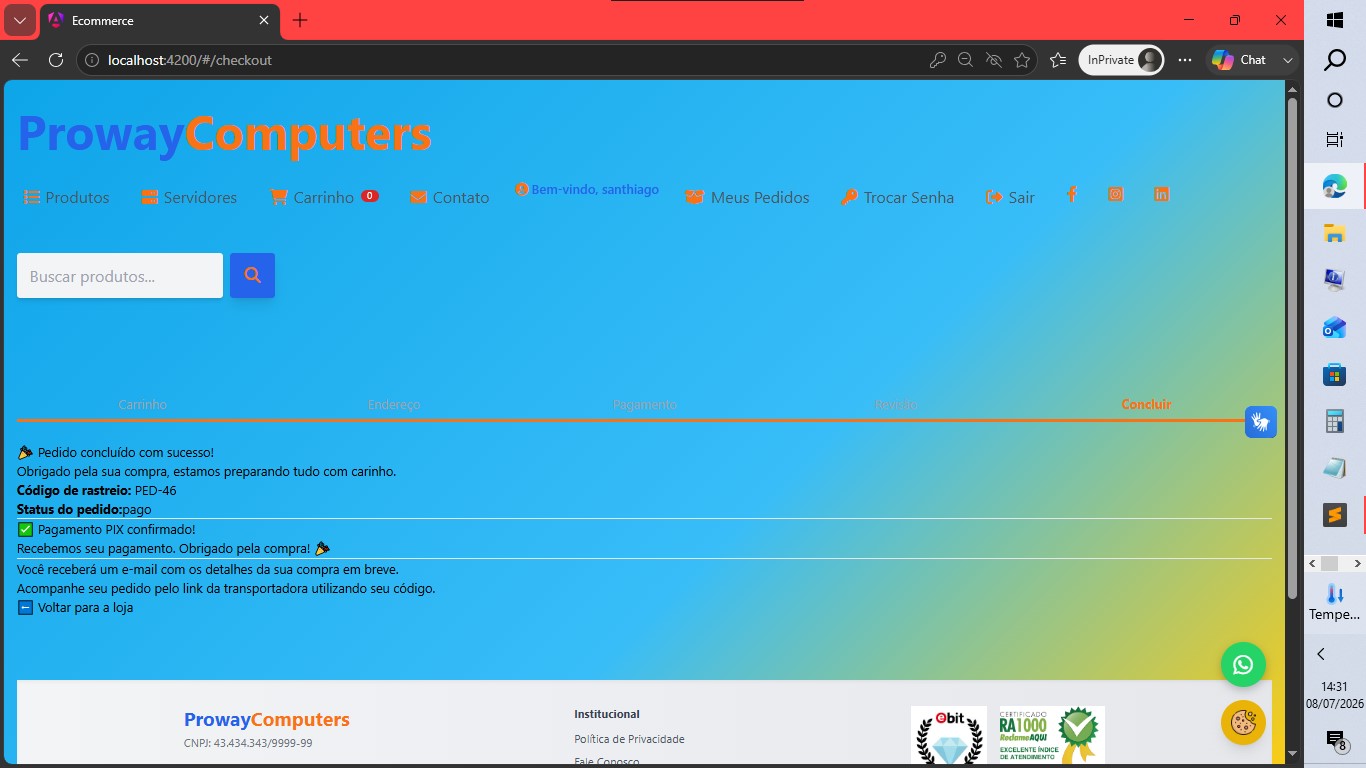 Ecommerce
localhost:4200/#/checkout
InPrivate
Chat
ProwayComputers
Produtos
Servidores
Carrinho 0
Contato
Bem-vindo, santhiago
Meus Pedidos
Trocar Senha
Sair
Buscar produtos...
Carrinho
Endereço
Pagamento
Revisão
Concluir
Pedido concluído com sucesso!
Obrigado pela sua compra, estamos preparando tudo com carinho.
Código de rastreio: PED-46
Status do pedido:pago
Pagamento PIX confirmado!
Recebemos seu pagamento. Obrigado pela compra!
Você receberá um e-mail com os detalhes da sua compra em breve.
Acompanhe seu pedido pelo link da transportadora utilizando seu código.
Voltar para a loja
ProwayComputers
CNPJ: 43.434.343/9999-99
Institucional
Política de Privacidade
Fale Conosco
ebit
CERTIFICADO
RA1000
ReclameAQUI
EXCELENTE ÍNDICE
DE ATENDIMENTO
Tempe...
14:31
08/07/2026
8